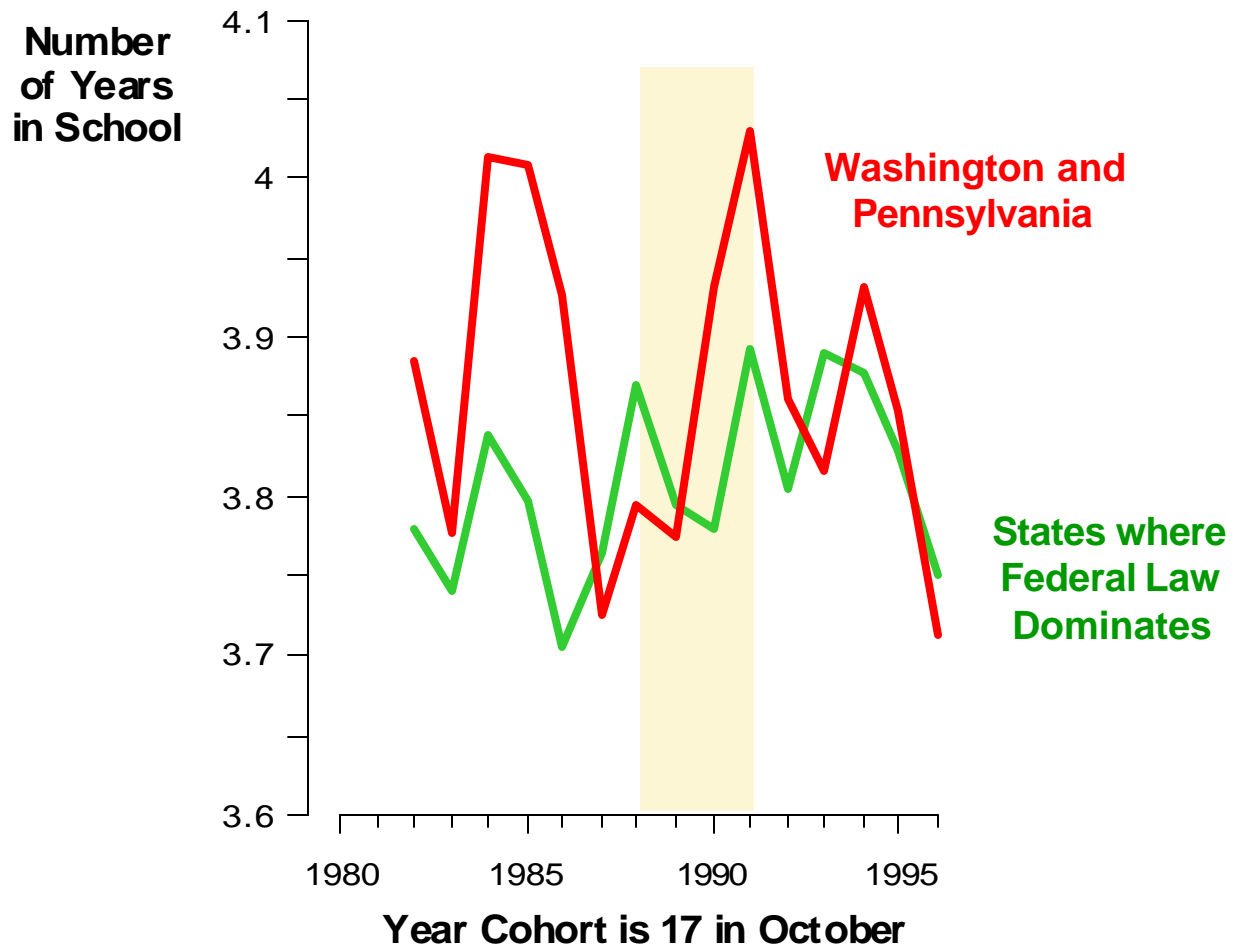 Number
of Years
in School
4.1
4
3.9
3.8
3.7
3.6
Washington and
Pennsylvania
States where
Federal Law
Dominates
1980 1985 1990 1995
Year Cohort is 17 in October